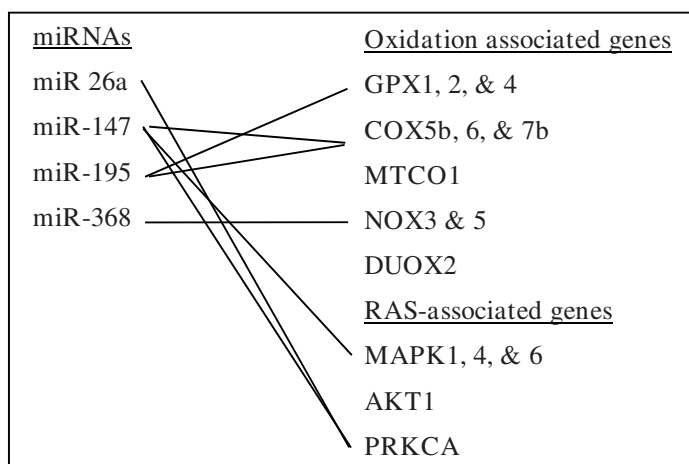 miRNAs
miR 26a
miR-147
miR-195
miR-368
Oxidation associated genes
GPX1, 2, & 4
COX5b, 6, & 7b
MTCO1
NOX3 & 5
DUOX2
RAS-associated genes
MAPK1, 4, & 6
AKT1
PRKCA